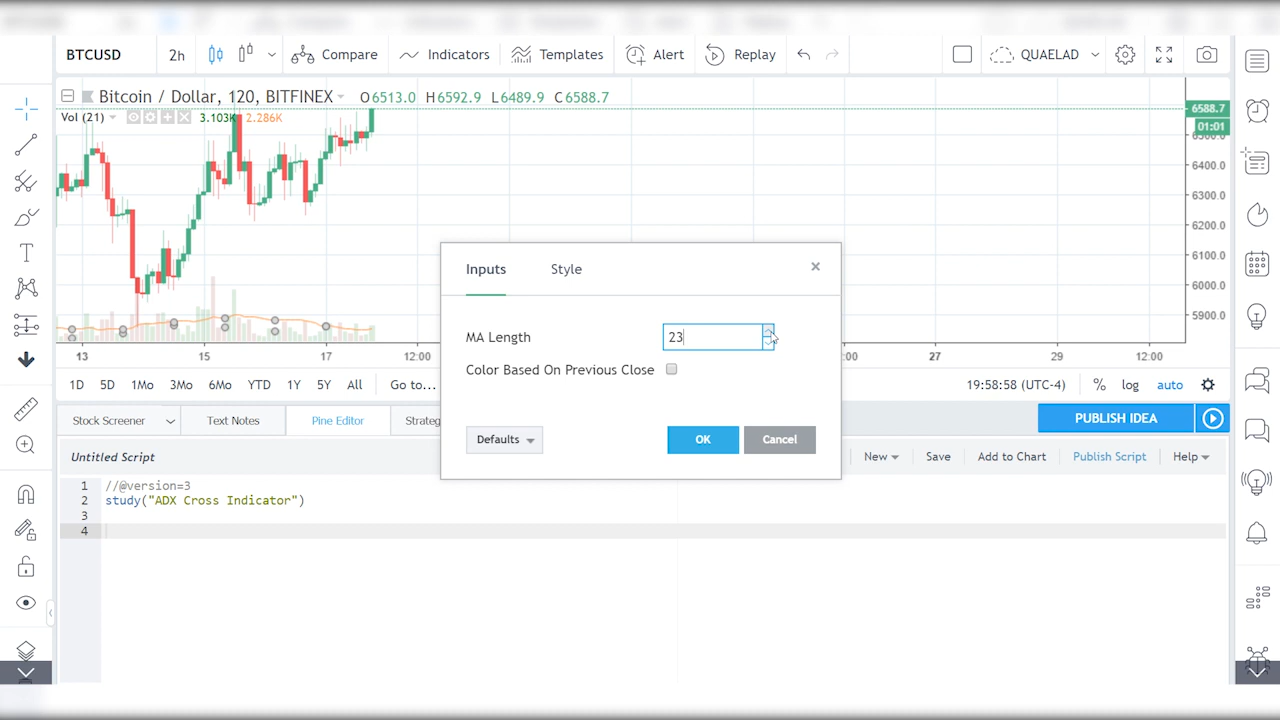 BTCUSD 2h Compare Indicators Templates Alert Replay QUAELAD
Bitcoin / Dollar, 120, BITFINEX O6513.0 H6592.9 L6489.9 C6588.7
Vol (21) 3.103K 2.286K
6588.7
01:01
6400.0
6300.0
6200.0
6100.0
6000.0
5900.0
Inputs Style
MA Length 23
Color Based On Previous Close
Defaults OK Cancel
13 15 17 12:00 27 29 12:00
1D 5D 1Mo 3Mo 6Mo YTD 1Y 5Y All Go to... 19:58:58 (UTC-4) % log auto
Stock Screener Text Notes Pine Editor PUBLISH IDEA
Untitled Script New Save Add to Chart Publish Script Help
1 //@version=3
2 study("ADX Cross Indicator")
3
4